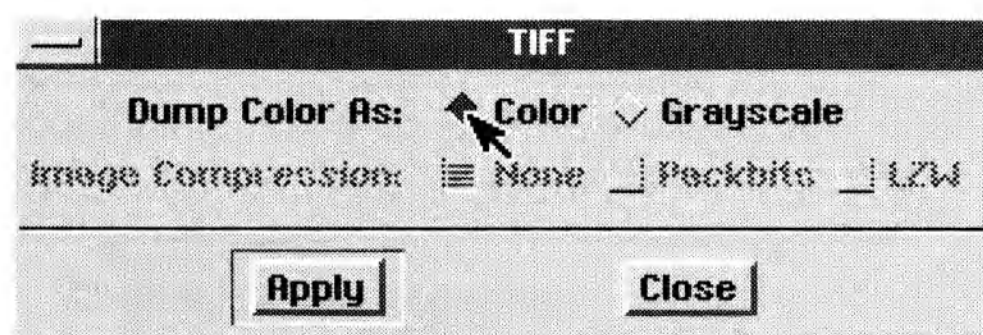 TIFF
Dump Color As: Color Grayscale
Image Compression: None Packbits LZW
Apply Close